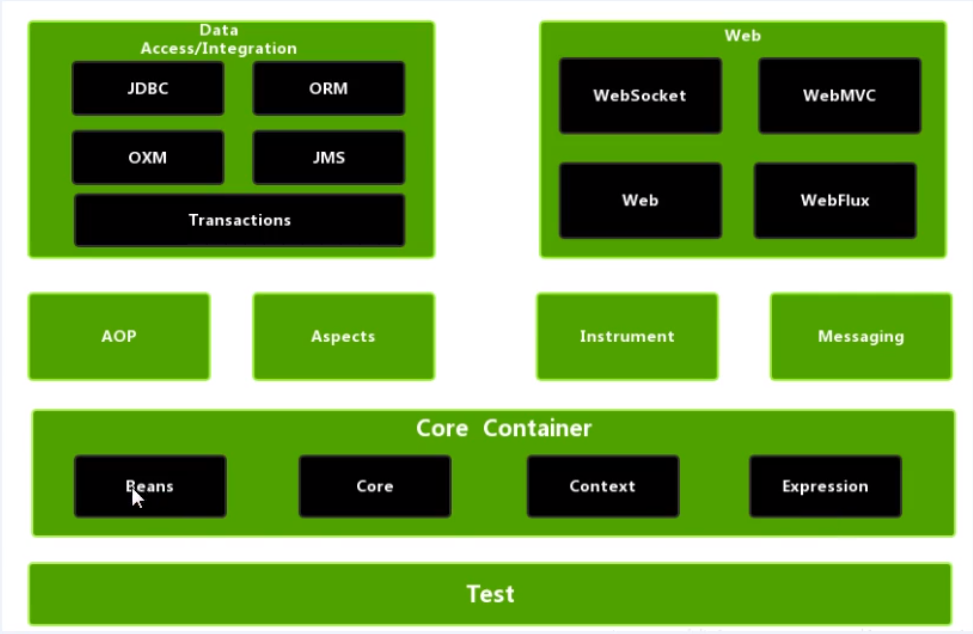 Data
Access/Integration
JDBC
ORM
OXM
JMS
Transactions
Web
WebSocket
WebMVC
Web
WebFlux
AOP
Aspects
Instrument
Messaging
Core Container
Beans
Core
Context
Expression
Test